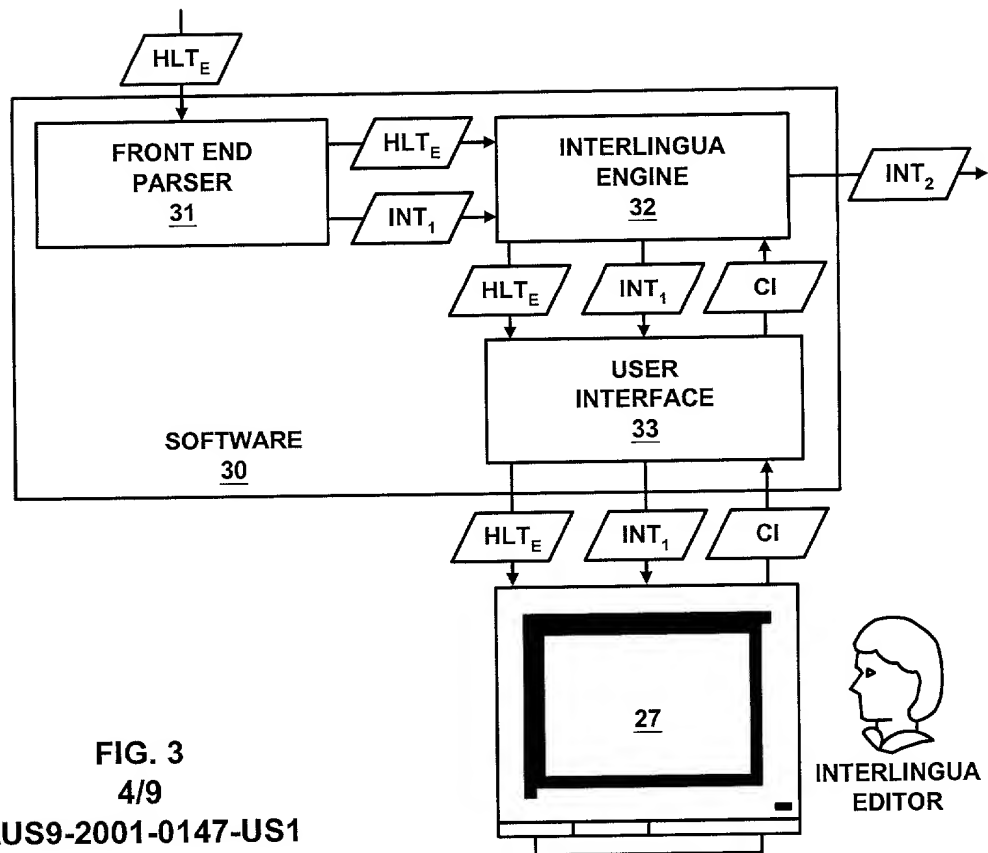 HLT_E
FRONT END
PARSER
31
HLT_E
INT_1
INTERLINGUA
ENGINE
32
INT_2
HLT_E
INT_1
CI
USER
INTERFACE
33
SOFTWARE
30
HLT_E
INT_1
CI
27
INTERLINGUA
EDITOR
FIG. 3
4/9
AUS9-2001-0147-US1